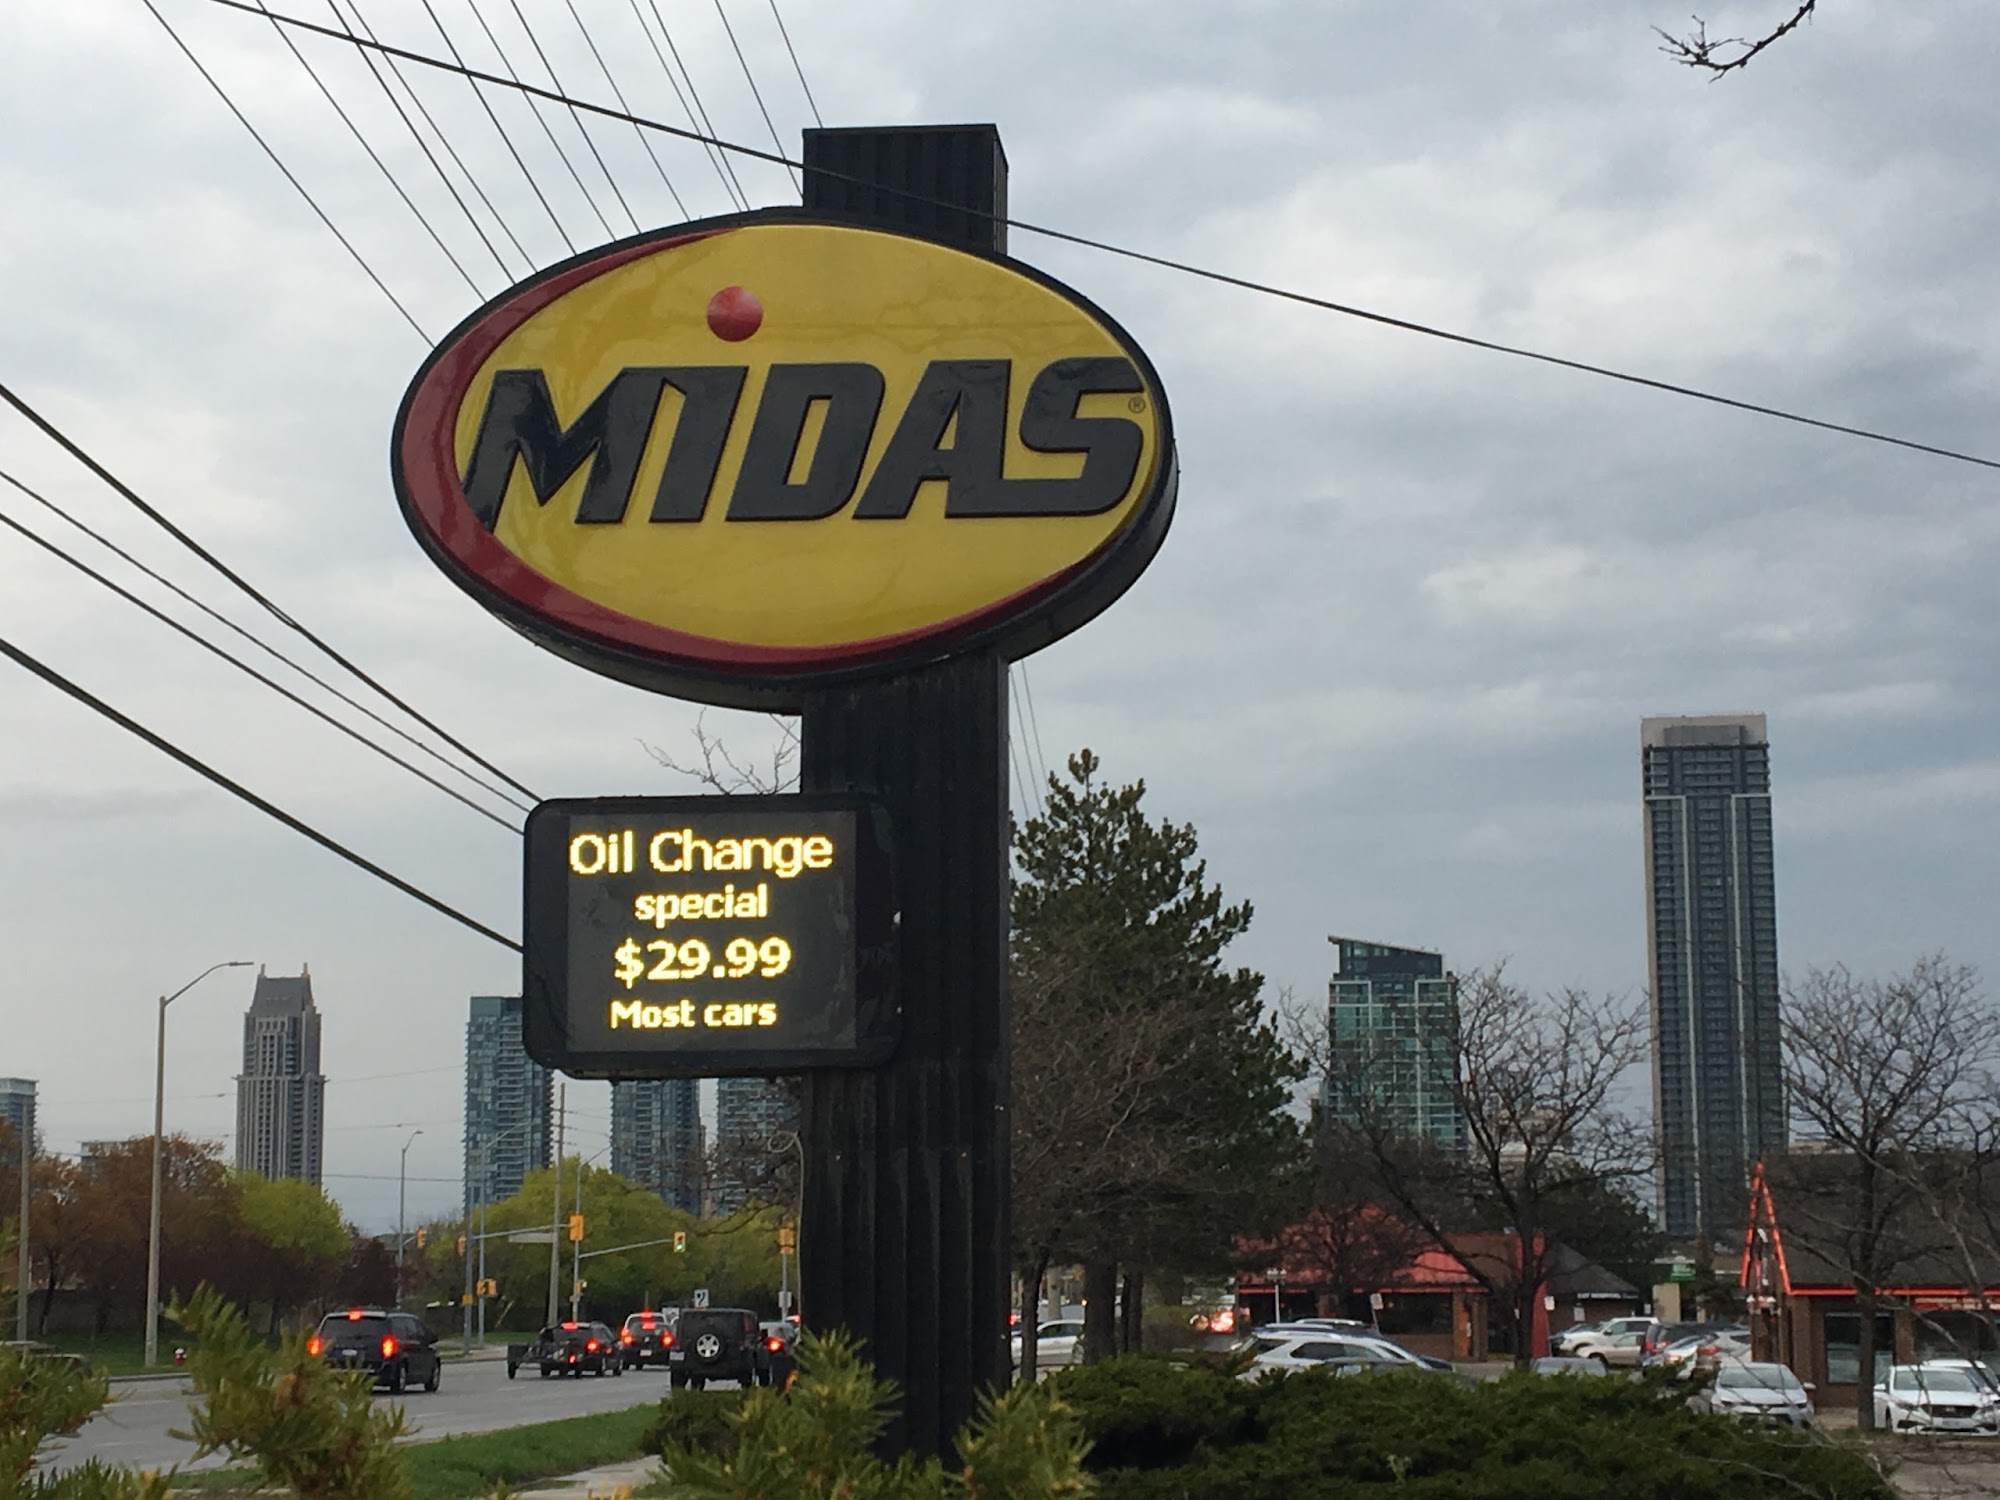 MIDAS®
Oil Change
special
$29.99
Most cars